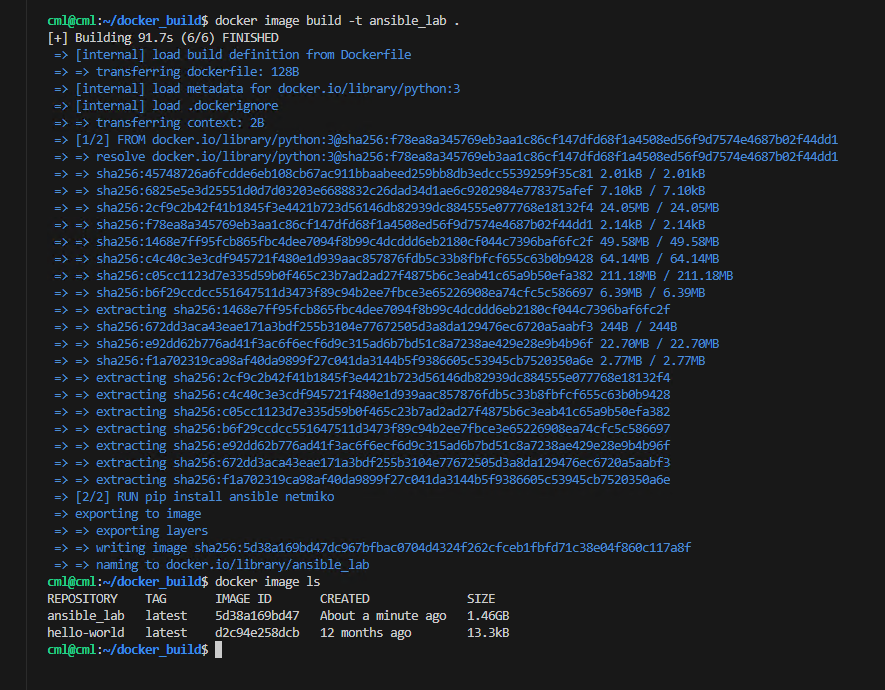 cml@cml:~/docker_build$ docker image build -t ansible_lab .
[+] Building 91.7s (6/6) FINISHED
=> [internal] load build definition from Dockerfile
=> => transferring dockerfile: 128B
=> [internal] load metadata for docker.io/library/python:3
=> [internal] load .dockerignore
=> => transferring context: 2B
=> [1/2] FROM docker.io/library/python:3@sha256:f78ea8a345769eb3aa1c86cf147dfd68f1a4508ed56f9d7574e4687b02f44dd1
=> => resolve docker.io/library/python:3@sha256:f78ea8a345769eb3aa1c86cf147dfd68f1a4508ed56f9d7574e4687b02f44dd1
=> => sha256:45748726a6fcdde6eb108cb67ac911bbaabeed259bb8db3edcc5539259f35c81 2.01kB / 2.01kB
=> => sha256:6825e5e3d25551d0d7d03203e6688832c26dad34d1ae6c9202984e778375afef 7.10kB / 7.10kB
=> => sha256:2cf9c2b42f41b1845f3e4421b723d56146db82939dc884555e077768e18132f4 24.05MB / 24.05MB
=> => sha256:f78ea8a345769eb3aa1c86cf147dfd68f1a4508ed56f9d7574e4687b02f44dd1 2.14kB / 2.14kB
=> => sha256:1468e7ff95fcb865fbc4dee7094f8b99c4dcddd6eb2180cf044c7396baf6fc2f 49.58MB / 49.58MB
=> => sha256:c4c40c3e3cdf945721f480e1d939aac857876fdb5c33b8fbfcf655c63b0b9428 64.14MB / 64.14MB
=> => sha256:c05cc1123d7e335d59b0f465c23b7ad2ad27f4875b6c3eab41c65a9b50efa382 211.18MB / 211.18MB
=> => sha256:b6f29ccdcc551647511d3473f89c94b2ee7fbce3e65226908ea74cfc5c586697 6.39MB / 6.39MB
=> => extracting sha256:1468e7ff95fcb865fbc4dee7094f8b99c4dcddd6eb2180cf044c7396baf6fc2f
=> => sha256:672dd3aca43eae171a3bdf255b3104e77672505d3a8da129476ec6720a5aabf3 244B / 244B
=> => sha256:e92dd62b776ad41f3ac6f6ecf6d9c315ad6b7bd51c8a7238ae429e28e9b4b96f 22.70MB / 22.70MB
=> => sha256:f1a702319ca98af40da9899f27c041da3144b5f9386605c53945cb7520350a6e 2.77MB / 2.77MB
=> => extracting sha256:2cf9c2b42f41b1845f3e4421b723d56146db82939dc884555e077768e18132f4
=> => extracting sha256:c4c40c3e3cdf945721f480e1d939aac857876fdb5c33b8fbfcf655c63b0b9428
=> => extracting sha256:c05cc1123d7e335d59b0f465c23b7ad2ad27f4875b6c3eab41c65a9b50efa382
=> => extracting sha256:b6f29ccdcc551647511d3473f89c94b2ee7fbce3e65226908ea74cfc5c586697
=> => extracting sha256:e92dd62b776ad41f3ac6f6ecf6d9c315ad6b7bd51c8a7238ae429e28e9b4b96f
=> => extracting sha256:672dd3aca43eae171a3bdf255b3104e77672505d3a8da129476ec6720a5aabf3
=> => extracting sha256:f1a702319ca98af40da9899f27c041da3144b5f9386605c53945cb7520350a6e
=> [2/2] RUN pip install ansible netmiko
=> exporting to image
=> => exporting layers
=> => writing image sha256:5d38a169bd47dc967bfbac0704d4324f262cfceb1fbfd71c38e04f860c117a8f
=> => naming to docker.io/library/ansible_lab
cml@cml:~/docker_build$ docker image ls
REPOSITORY TAG IMAGE ID CREATED SIZE
ansible_lab latest 5d38a169bd47 About a minute ago 1.46GB
hello-world latest d2c94e258dcb 12 months ago 13.3kB
cml@cml:~/docker_build$